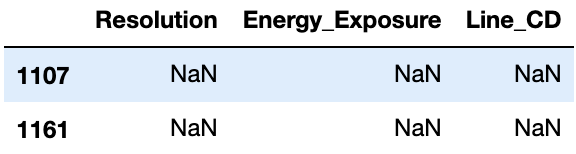 Resolution Energy_Exposure Line_CD
1107 NaN NaN NaN
1161 NaN NaN NaN